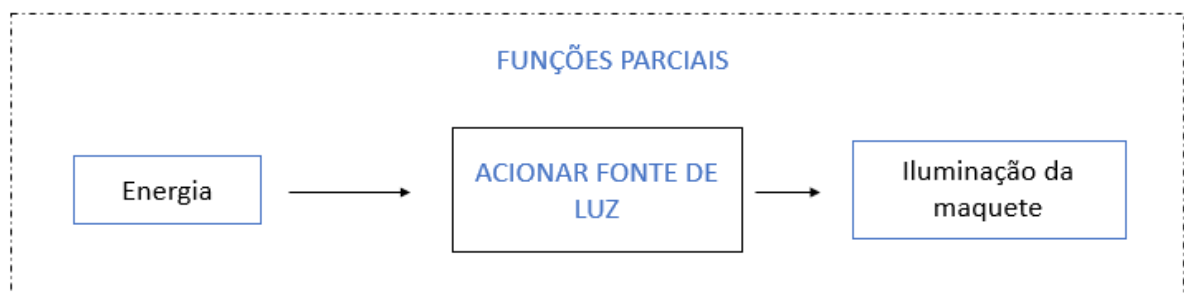 FUNÇÕES PARCIAIS
Energia
ACIONAR FONTE DE
LUZ
Iluminação da
maquete